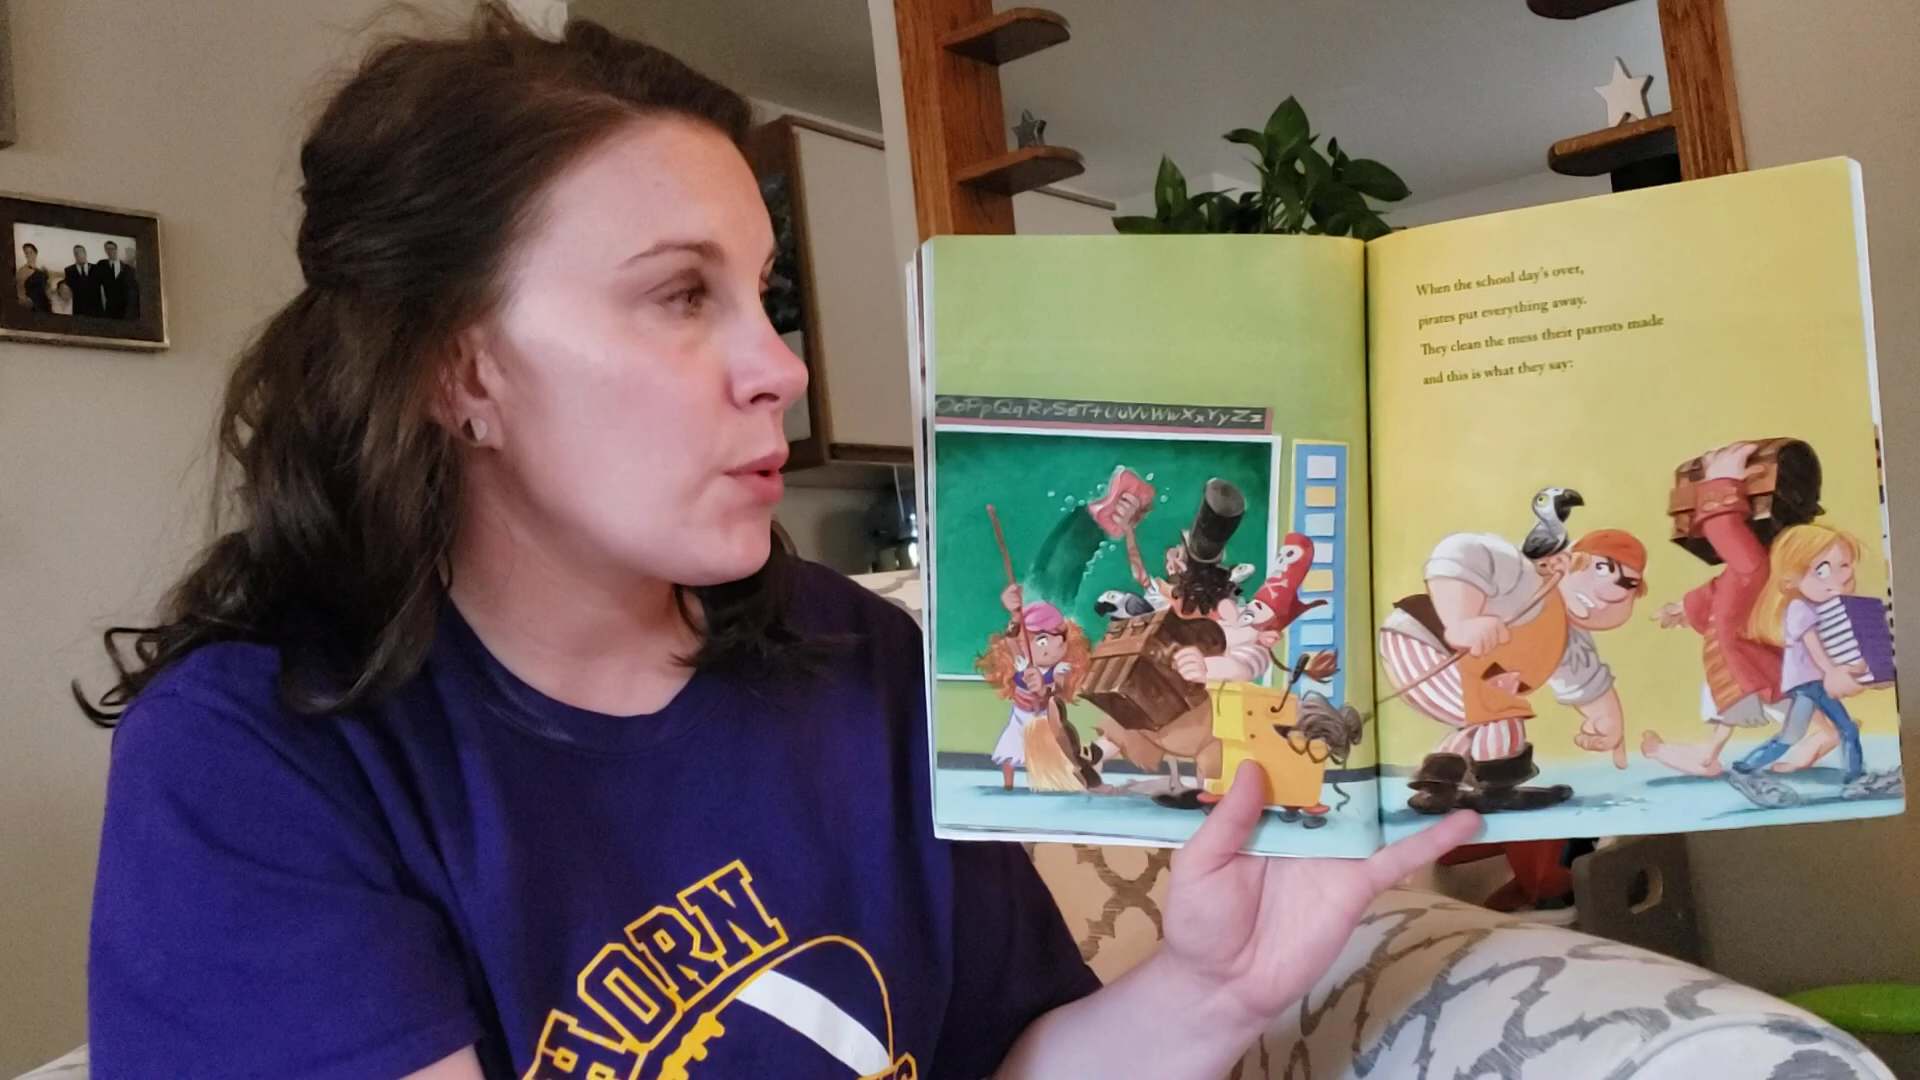 When the school day's over,
pirates put everything away.
They clean the mess their parrots made
and this is what they say:
OoPpQqRrSsTtUuVvWwXxYyZz
HORN